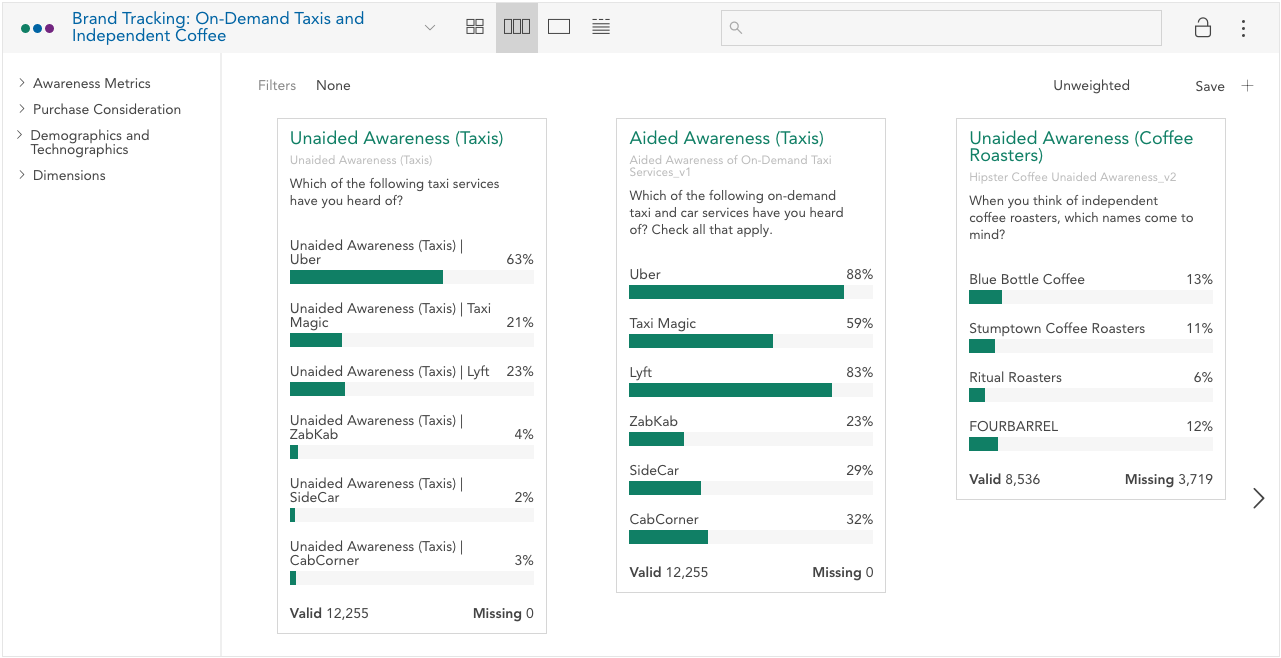 Brand Tracking: On-Demand Taxis and
Independent Coffee
Awareness Metrics
Purchase Consideration
Demographics and
Technographics
Dimensions
Filters None
Unweighted
Save
Unaided Awareness (Taxis)
Unaided Awareness (Taxis)
Which of the following taxi services
have you heard of?
Unaided Awareness (Taxis) |
Uber 63%
Unaided Awareness (Taxis) | Taxi
Magic 21%
Unaided Awareness (Taxis) | Lyft 23%
Unaided Awareness (Taxis) |
ZabKab 4%
Unaided Awareness (Taxis) |
SideCar 2%
Unaided Awareness (Taxis) |
CabCorner 3%
Valid 12,255 Missing 0
Aided Awareness (Taxis)
Aided Awareness of On-Demand Taxi
Services_v1
Which of the following on-demand
taxi and car services have you heard
of? Check all that apply.
Uber 88%
Taxi Magic 59%
Lyft 83%
ZabKab 23%
SideCar 29%
CabCorner 32%
Valid 12,255 Missing 0
Unaided Awareness (Coffee
Roasters)
Hipster Coffee Unaided Awareness_v2
When you think of independent
coffee roasters, which names come to
mind?
Blue Bottle Coffee 13%
Stumptown Coffee Roasters 11%
Ritual Roasters 6%
FOURBARREL 12%
Valid 8,536 Missing 3,719